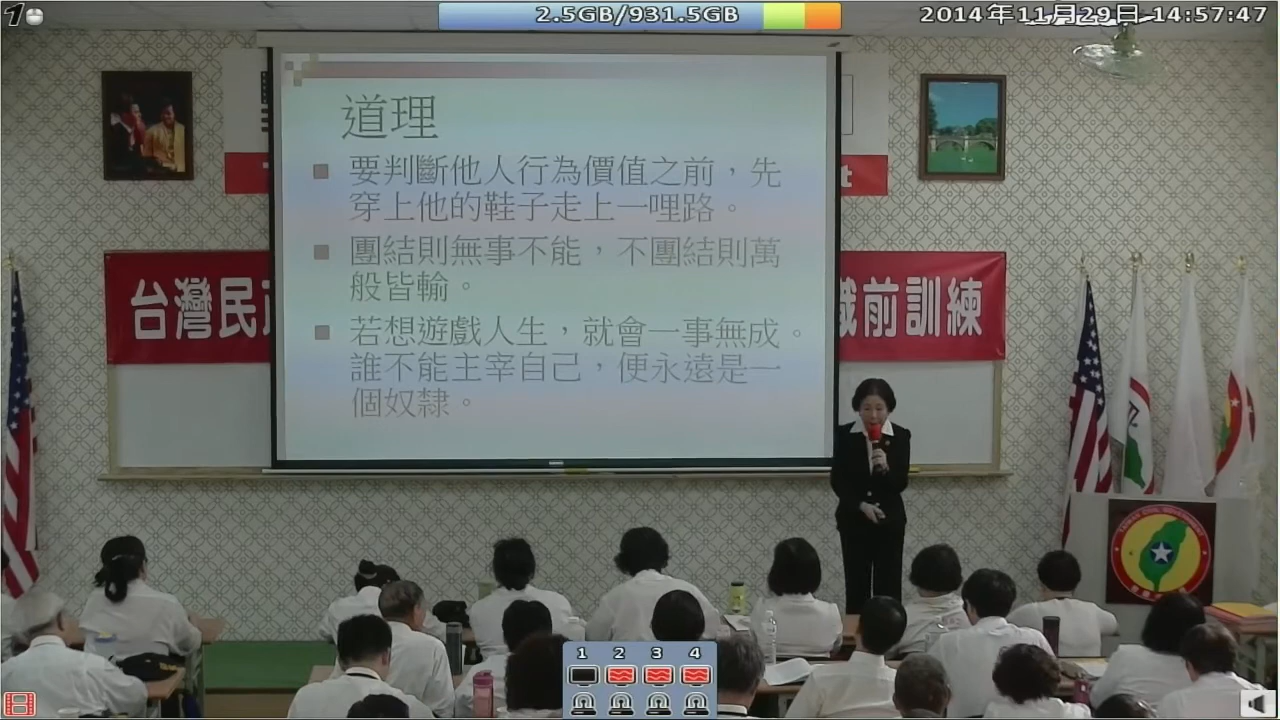 1
2.5GB/931.5GB
2014年11月29日 14:57:47
道理
要判斷他人行為價值之前，先
穿上他的鞋子走上一哩路。
團結則無事不能，不團結則萬
般皆輸。
若想遊戲人生，就會一事無成。
誰不能主宰自己，便永遠是一
個奴隸。
t
台灣民
職前訓練
1 2 3 4